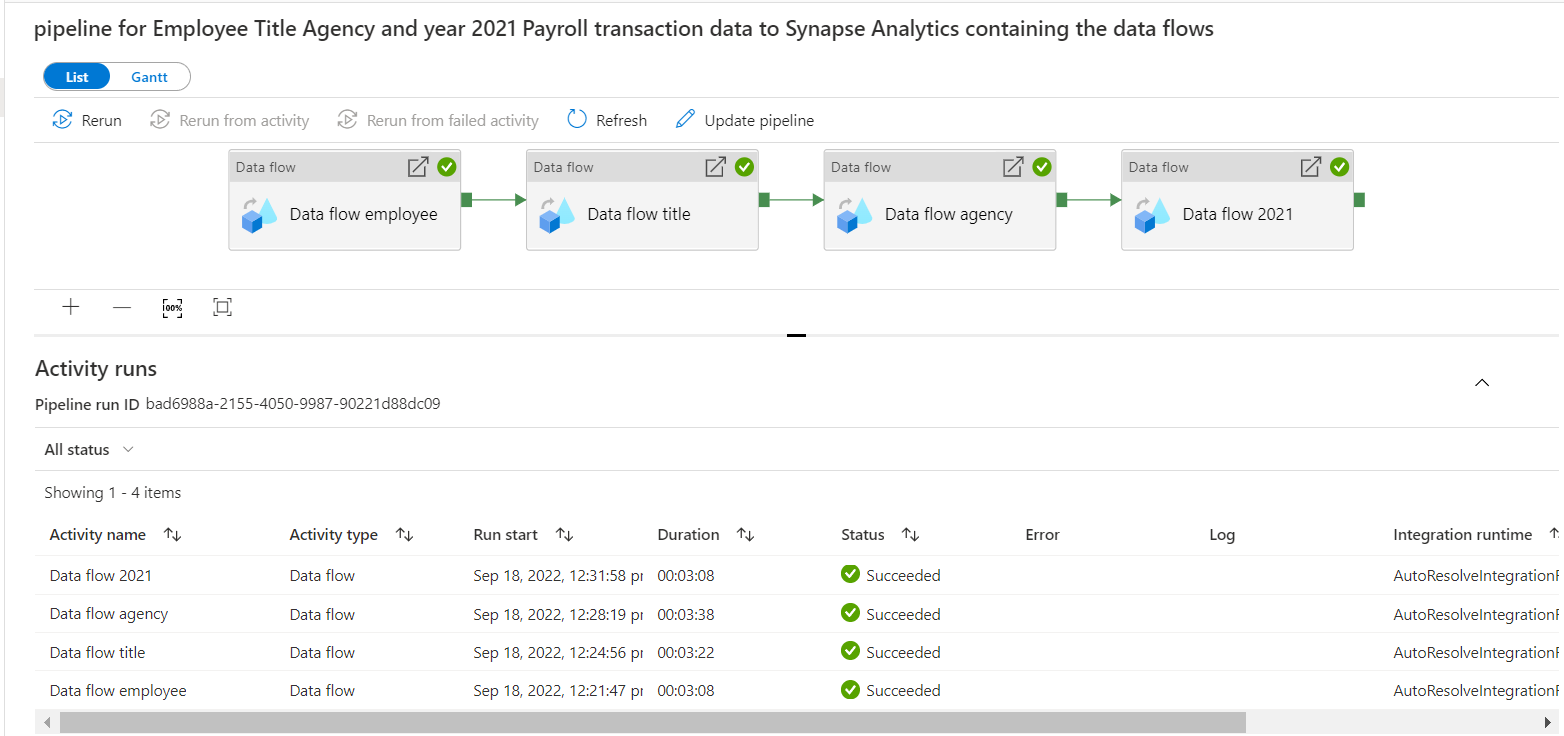 pipeline for Employee Title Agency and year 2021 Payroll transaction data to Synapse Analytics containing the data flows
List Gantt
Rerun Rerun from activity Rerun from failed activity Refresh Update pipeline
Data flow Data flow Data flow Data flow
Data flow employee Data flow title Data flow agency Data flow 2021
100%
Activity runs
Pipeline run ID bad6988a-2155-4050-9987-90221d88dc09
All status
Showing 1 - 4 items
Activity name Activity type Run start Duration Status Error Log Integration runtime
Data flow 2021 Data flow Sep 18, 2022, 12:31:58 00:03:08 Succeeded AutoResolveIntegration
Data flow agency Data flow Sep 18, 2022, 12:28:19 00:03:38 Succeeded AutoResolveIntegration
Data flow title Data flow Sep 18, 2022, 12:24:56 00:03:22 Succeeded AutoResolveIntegration
Data flow employee Data flow Sep 18, 2022, 12:21:47 00:03:08 Succeeded AutoResolveIntegration